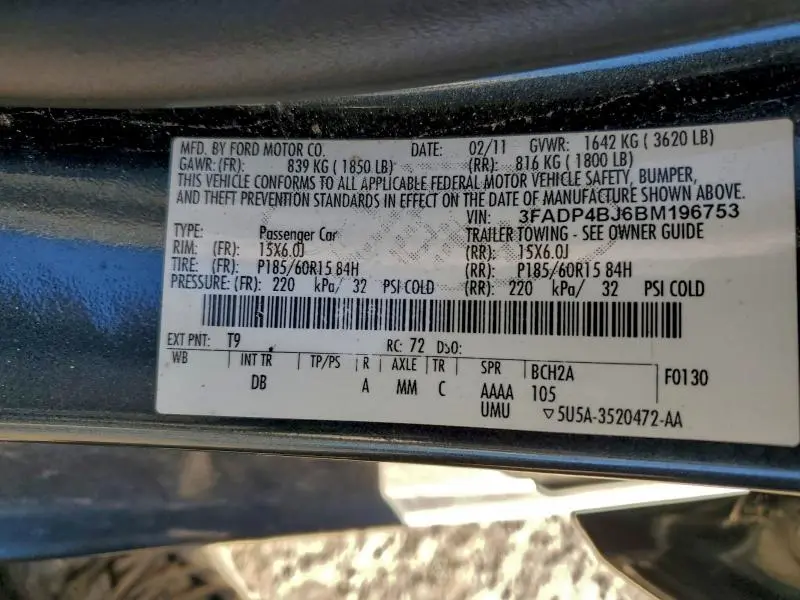 MFD. BY FORD MOTOR CO. DATE: 02/11 GVWR: 1642 KG ( 3620 LB)
GAWR: (FR): 839 KG ( 1850 LB) (RR): 816 KG ( 1800 LB)
THIS VEHICLE CONFORMS TO ALL APPLICABLE FEDERAL MOTOR VEHICLE SAFETY, BUMPER,
AND THEFT PREVENTION STANDARDS IN EFFECT ON THE DATE OF MANUFACTURE SHOWN ABOVE.
VIN: 3FADP4BJ6BM196753
TYPE: Passenger Car TRAILER TOWING - SEE OWNER GUIDE
RIM: (FR): 15X6.0J (RR): 15X6.0J
TIRE: (FR): P185/60R15 84H (RR): P185/60R15 84H
PRESSURE: (FR): 220 kPa/ 32 PSI COLD (RR): 220 kPa/ 32 PSI COLD
EXT PNT: T9 RC: 72 DSO:
WB INT TR TP/PS R AXLE TR SPR BCH2A F0130
DB A MM C AAAA 105
UMU ▽5U5A-3520472-AA